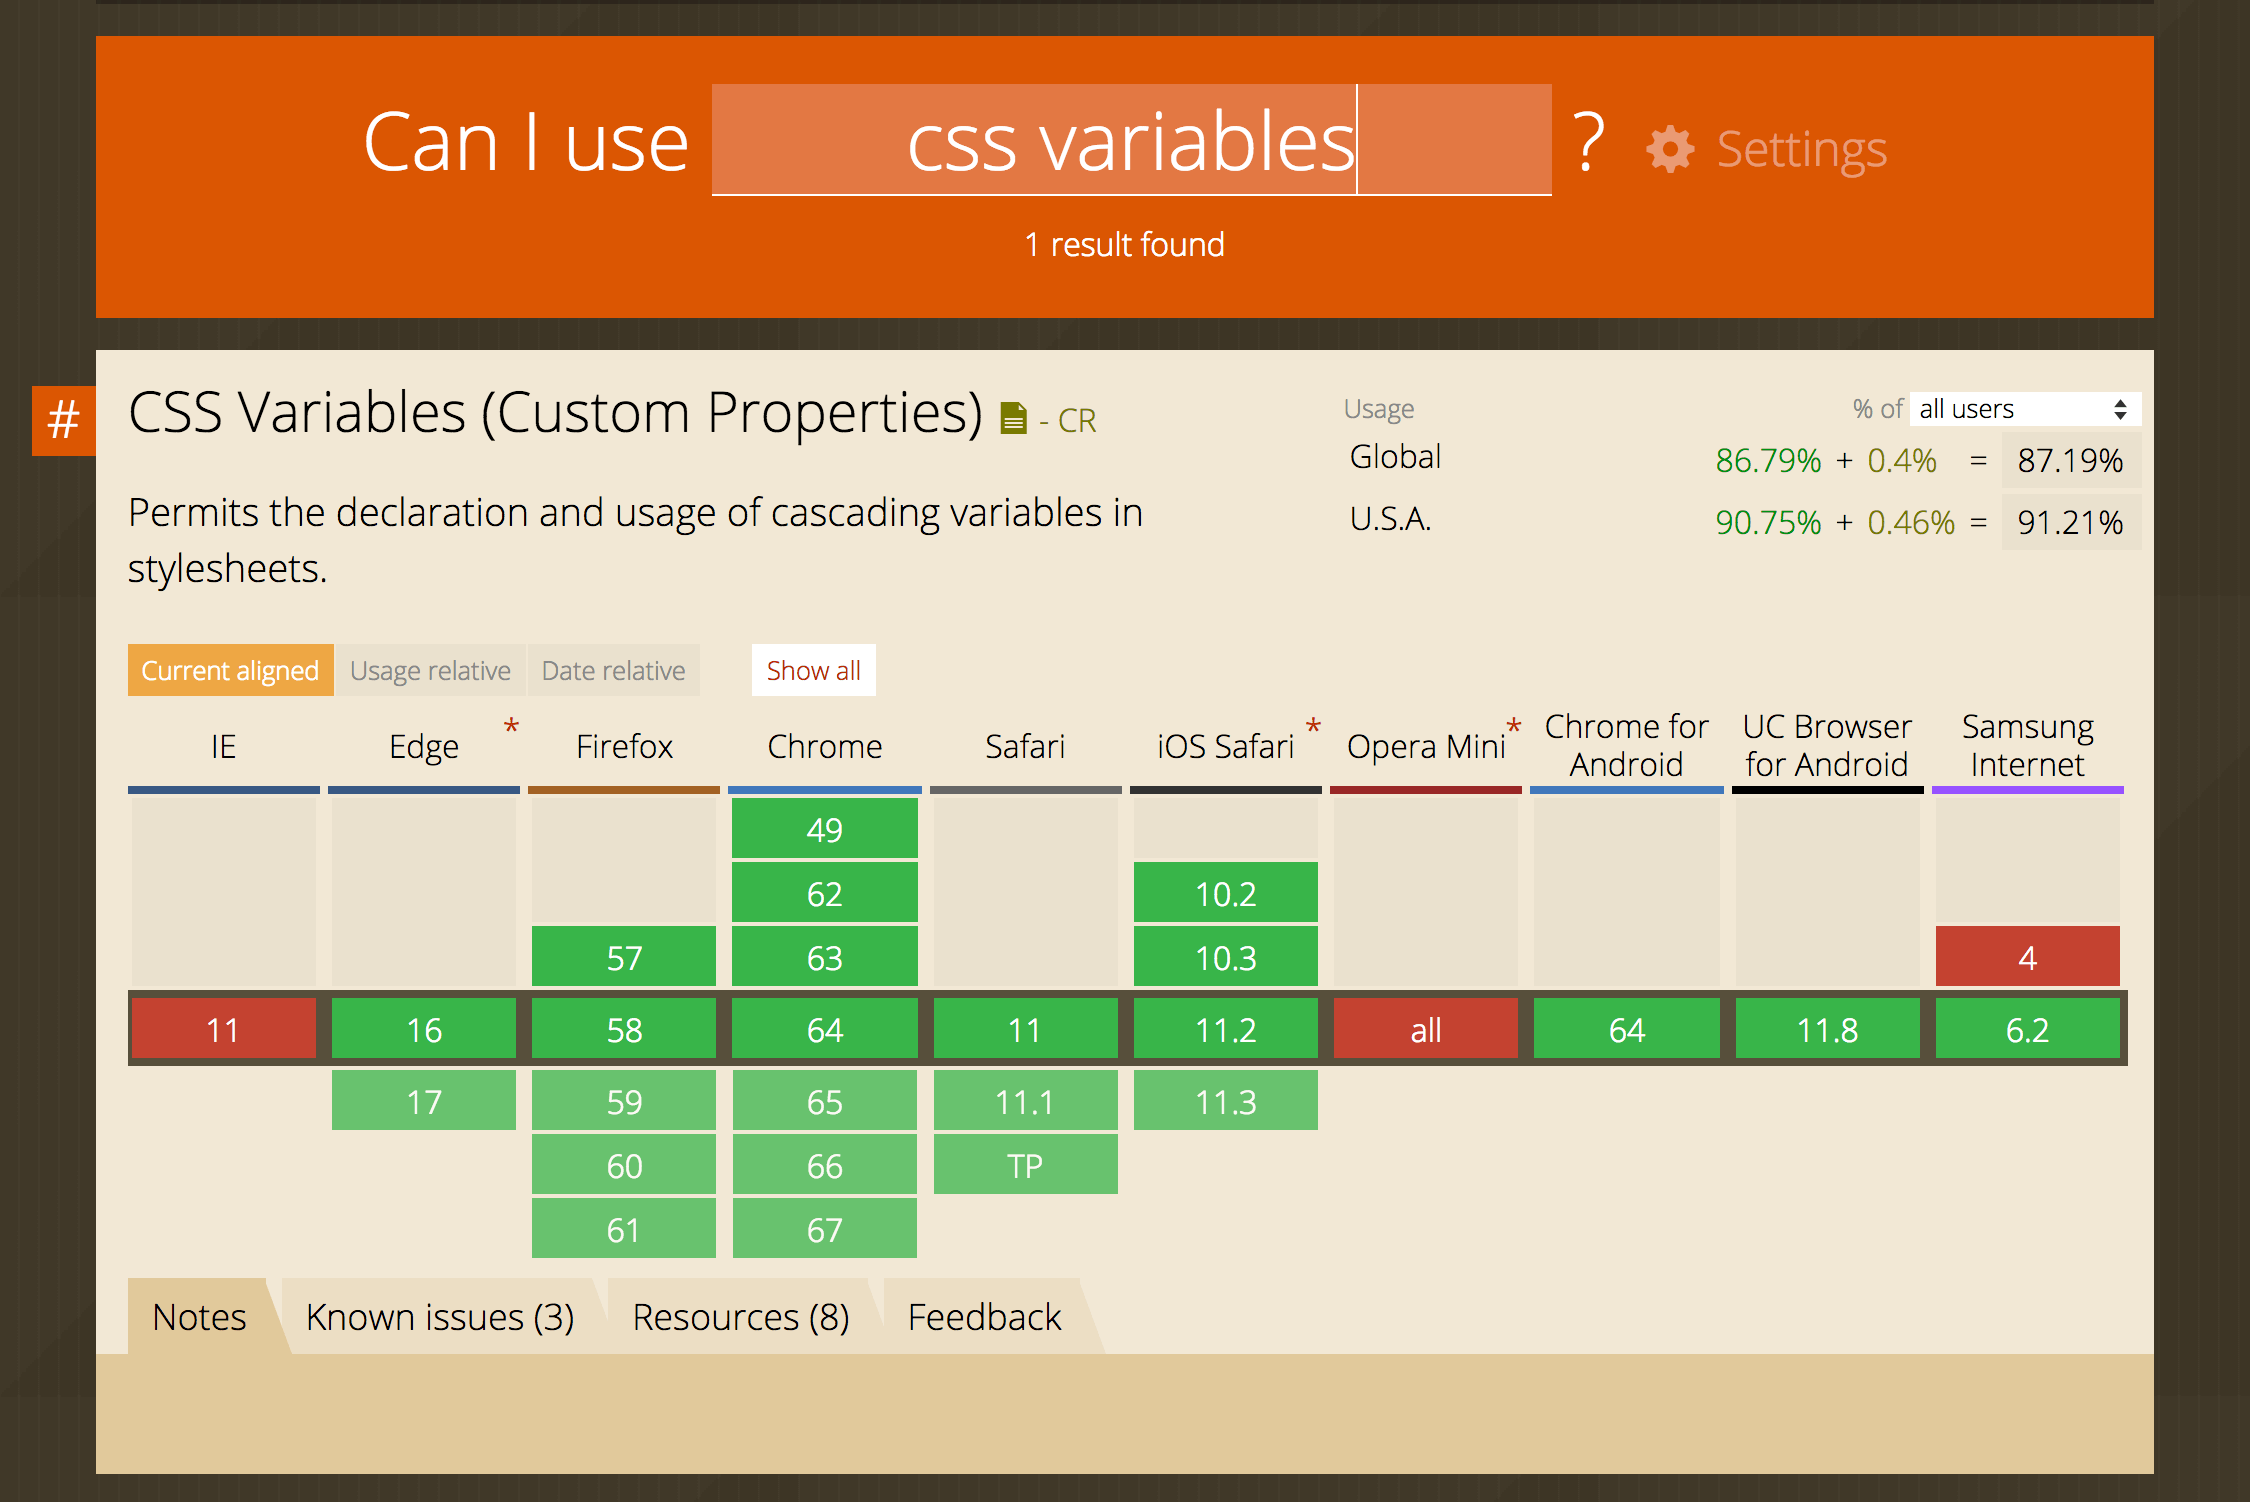 Can I use css variables ? Settings
1 result found
#
CSS Variables (Custom Properties) - CR
Permits the declaration and usage of cascading variables in
stylesheets.
Usage % of all users
Global 86.79% + 0.4% = 87.19%
U.S.A. 90.75% + 0.46% = 91.21%
Current aligned Usage relative Date relative Show all
IE Edge * Firefox Chrome Safari iOS Safari * Opera Mini * Chrome for Android UC Browser for Android Samsung Internet
49
62 10.2
57 63 10.3 4
11 16 58 64 11 11.2 all 64 11.8 6.2
17 59 65 11.1 11.3
60 66 TP
61 67
Notes Known issues (3) Resources (8) Feedback